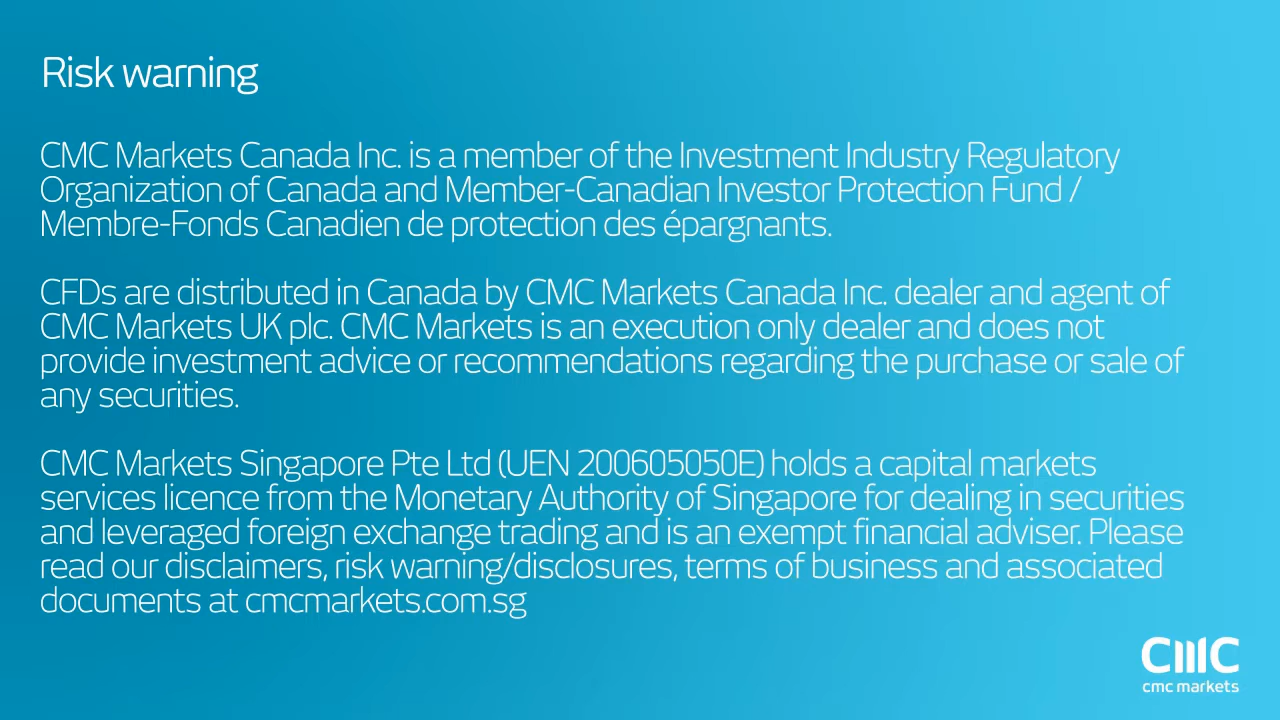 Risk warning
CMC Markets Canada Inc. is a member of the Investment Industry Regulatory
Organization of Canada and Member-Canadian Investor Protection Fund /
Membre-Fonds Canadien de protection des épargnants.
CFDs are distributed in Canada by CMC Markets Canada Inc. dealer and agent of
CMC Markets UK plc. CMC Markets is an execution only dealer and does not
provide investment advice or recommendations regarding the purchase or sale of
any securities.
CMC Markets Singapore Pte Ltd (UEN 200605050E) holds a capital markets
services licence from the Monetary Authority of Singapore for dealing in securities
and leveraged foreign exchange trading and is an exempt financial adviser. Please
read our disclaimers, risk warning/disclosures, terms of business and associated
documents at cmcmarkets.com.sg
CMC
cmc markets